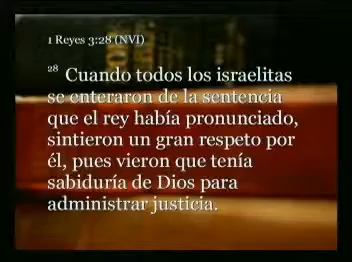 1 Reyes 3:28 (NVI)
28 Cuando todos los israelitas
se enteraron de la sentencia
que el rey había pronunciado,
sintieron un gran respeto por
él, pues vieron que tenía
sabiduría de Dios para
administrar justicia.